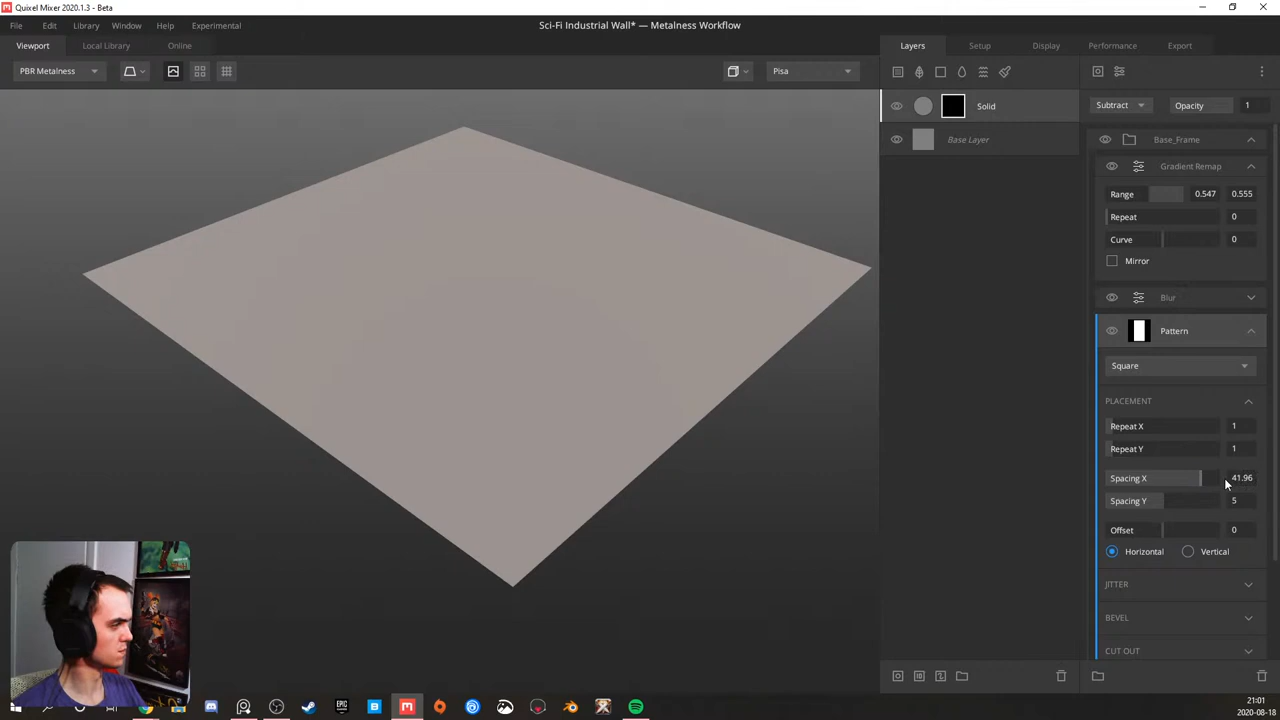 Quixel Mixer 2020.1.3 - Beta
File Edit Library Window Help Experimental
Sci-Fi Industrial Wall* — Metalness Workflow
Viewport Local Library Online
Layers Setup Display Performance Export
PBR Metalness
Pisa
Solid
Base Layer
Subtract Opacity 1
Base_Frame
Gradient Remap
Range 0.547 0.555
Repeat 0
Curve 0
Mirror
Blur
Pattern
Square
PLACEMENT
Repeat X 1
Repeat Y 1
Spacing X 41.96
Spacing Y 5
Offset 0
Horizontal Vertical
JITTER
BEVEL
CUT OUT
EPIC
21:01
2020-08-18